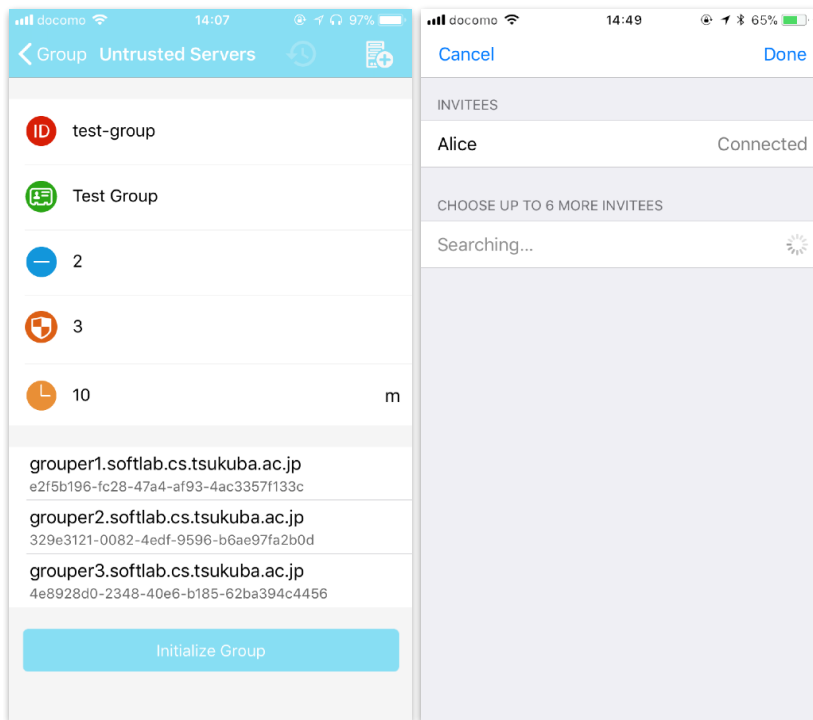 docomo 14:07 97%
Group Untrusted Servers
ID test-group
Test Group
2
3
10 m
grouper1.softlab.cs.tsukuba.ac.jp
e2f5b196-fc28-47a4-af93-4ac3357f133c
grouper2.softlab.cs.tsukuba.ac.jp
329e3121-0082-4edf-9596-b6ae97fa2b0d
grouper3.softlab.cs.tsukuba.ac.jp
4e8928d0-2348-40e6-b185-62ba394c4456
Initialize Group
docomo 14:49 65%
Cancel Done
INVITEES
Alice Connected
CHOOSE UP TO 6 MORE INVITEES
Searching...